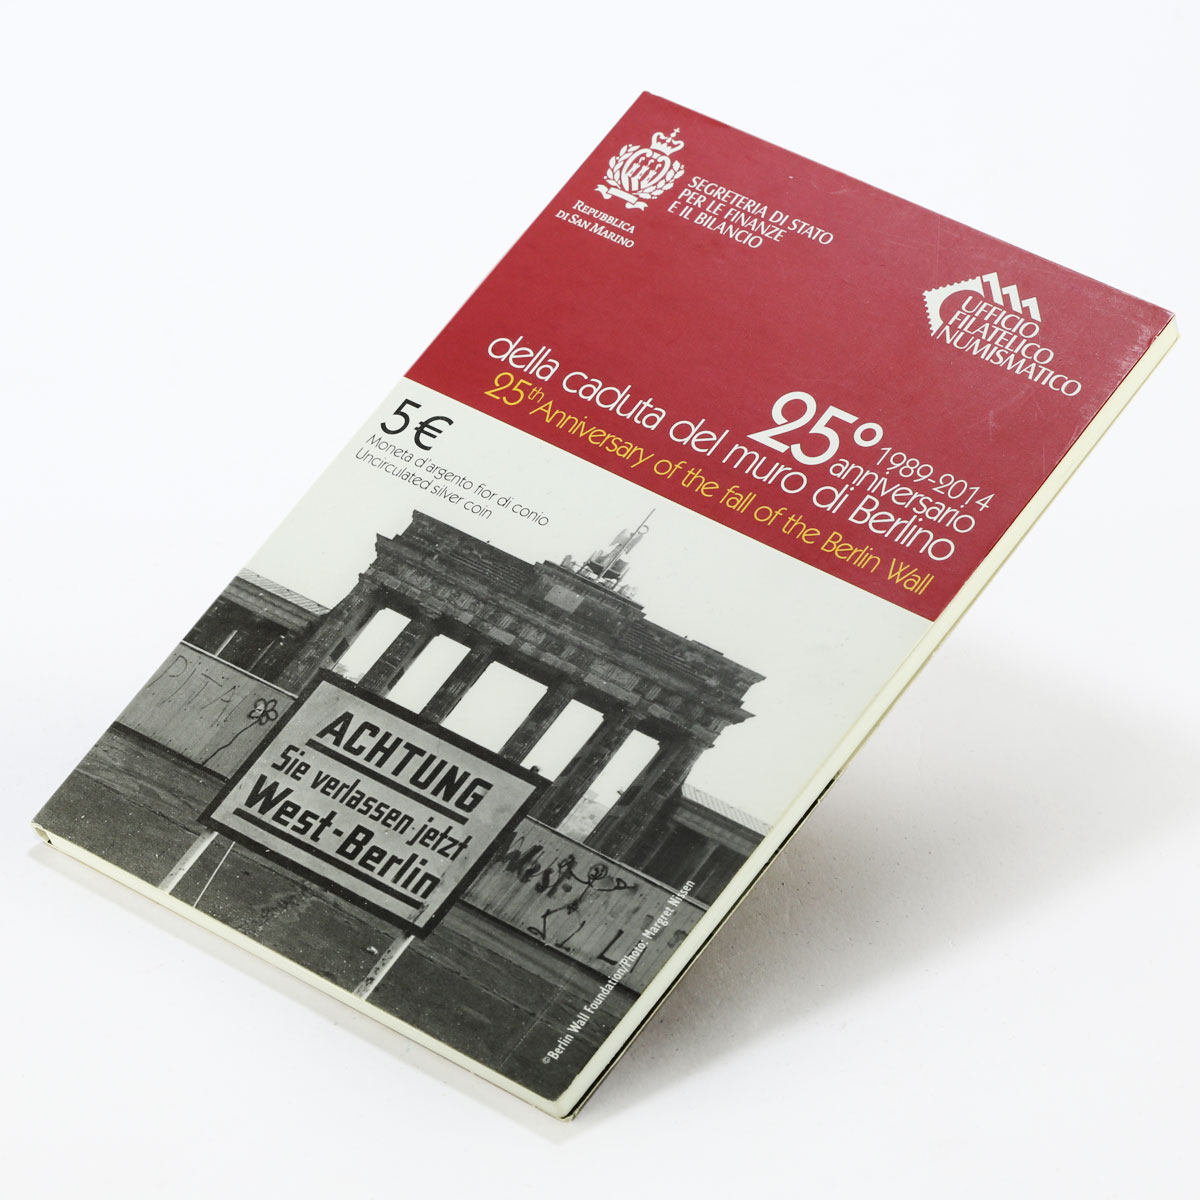 REPUBBLICA
DI SAN MARINO
SEGRETERIA DI STATO
PER LE FINANZE
E IL BILANCIO
UFFICIO
FILATELICO
NUMISMATICO
25° 1989-2014
anniversario
della caduta del muro di Berlino
25th Anniversary of the fall of the Berlin Wall
5€
Moneta d'argento fior di conio
Uncirculated silver coin
ACHTUNG
Sie verlassen jetzt
West-Berlin
©Berlin Wall Foundation/Photo: Margret Nissen